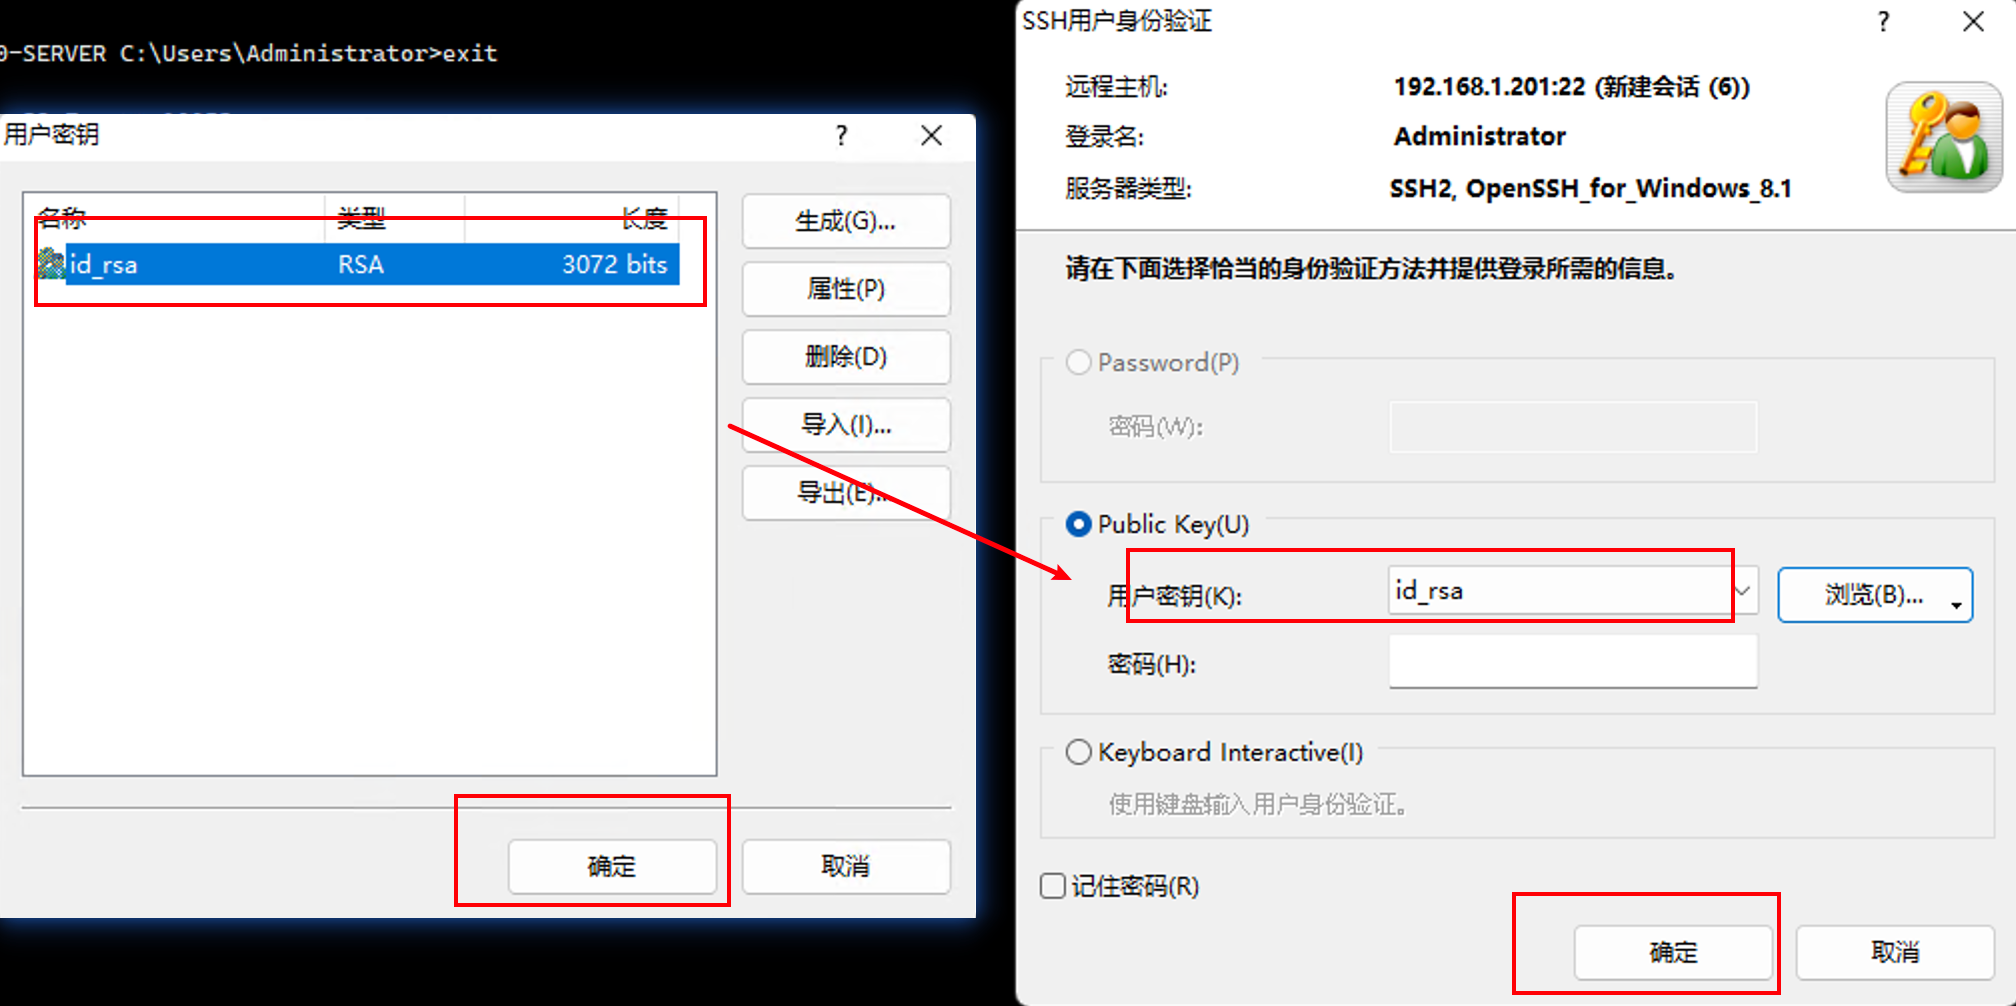 0-SERVER C:\Users\Administrator>exit
用户密钥
名称 类型 长度
id_rsa RSA 3072 bits
生成(G)...
属性(P)
删除(D)
导入(I)...
导出(E)...
确定
取消
SSH用户身份验证
远程主机: 192.168.1.201:22 (新建会话 (6))
登录名: Administrator
服务器类型: SSH2, OpenSSH_for_Windows_8.1
请在下面选择恰当的身份验证方法并提供登录所需的信息。
Password(P)
密码(W):
Public Key(U)
用户密钥(K): id_rsa 浏览(B)...
密码(H):
Keyboard Interactive(I)
使用键盘输入用户身份验证。
记住密码(R)
确定
取消